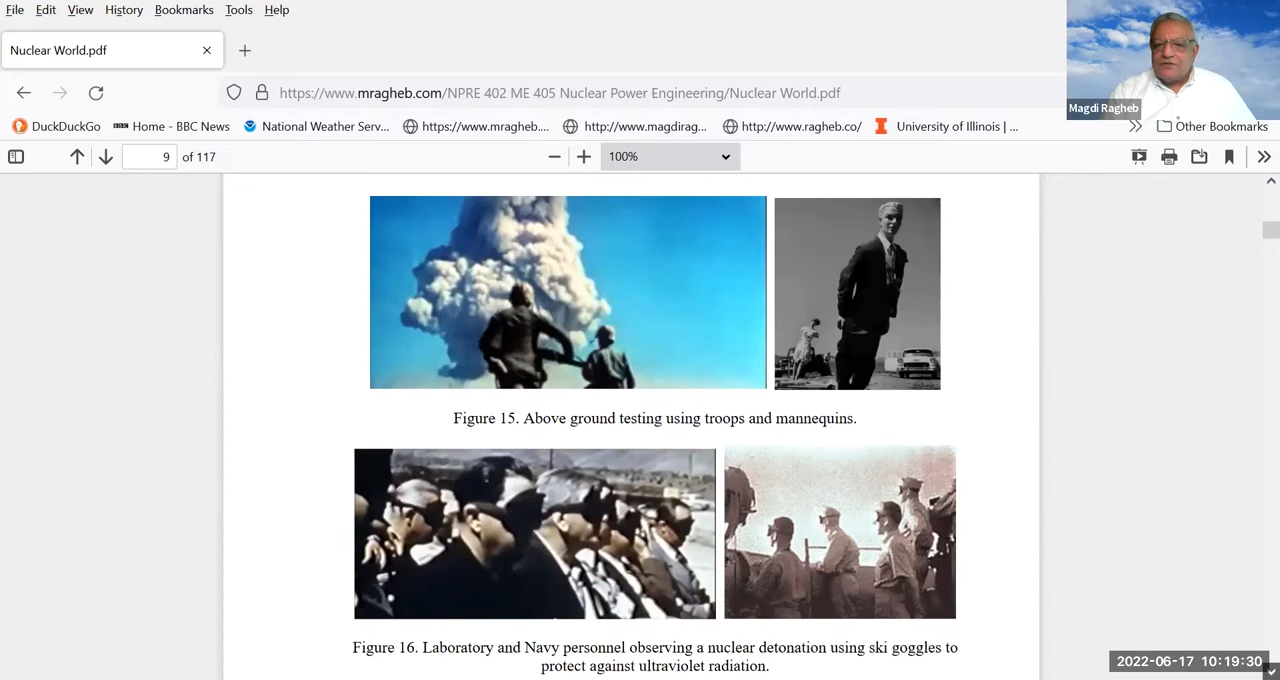 File Edit View History Bookmarks Tools Help
Nuclear World.pdf
https://www.mragheb.com/NPRE 402 ME 405 Nuclear Power Engineering/Nuclear World.pdf
DuckDuckGo BBC Home - BBC News National Weather Serv... https://www.mragheb.... http://www.magdirag... http://www.ragheb.co/ I University of Illinois | ... Other Bookmarks
9 of 117 100%
Magdi Ragheb
Figure 15. Above ground testing using troops and mannequins.
Figure 16. Laboratory and Navy personnel observing a nuclear detonation using ski goggles to
protect against ultraviolet radiation.
2022-06-17 10:19:30